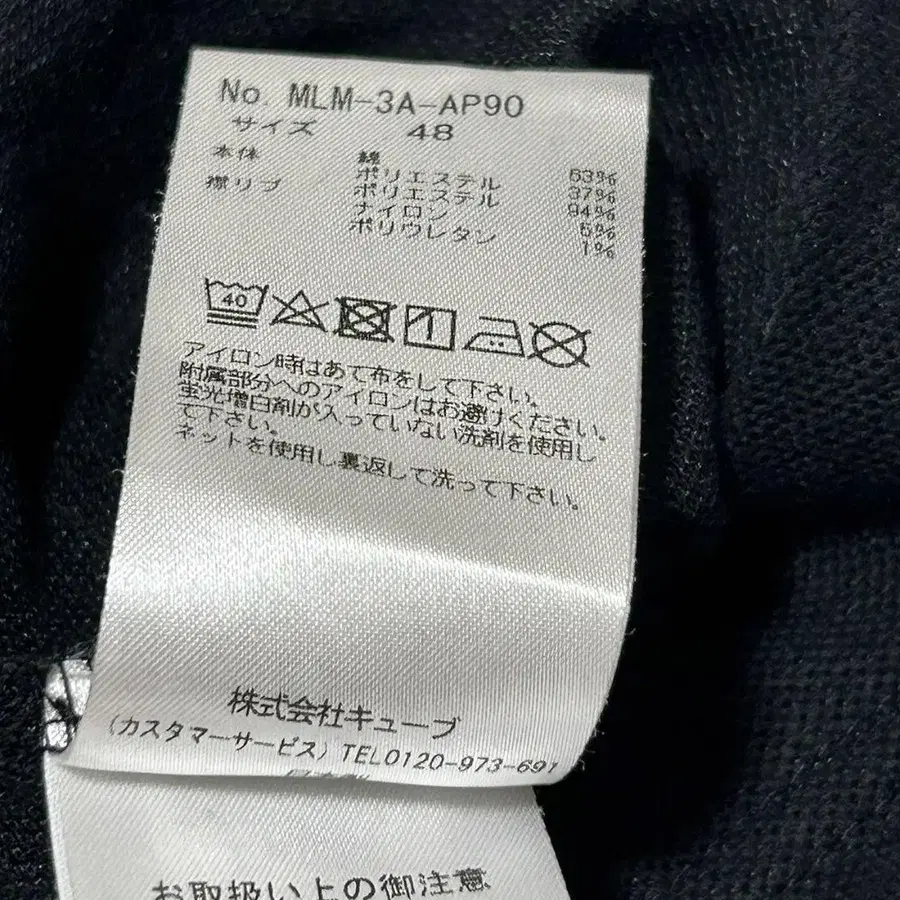 No. MLM-3A-AP90
サイズ 48
本体 綿 63%
ポリエステル 37%
襟リブ ポリエステル 94%
ナイロン 5%
ポリウレタン 1%
40
アイロン時はあて布をして下さい。
附属部分へのアイロンはお避けください。
蛍光増白剤が入っていない洗剤を使用し
て下さい。
ネットを使用し裏返して洗って下さい。
株式会社キューブ
(カスタマーサービス) TEL0120-973-691
お取扱い上の御注意